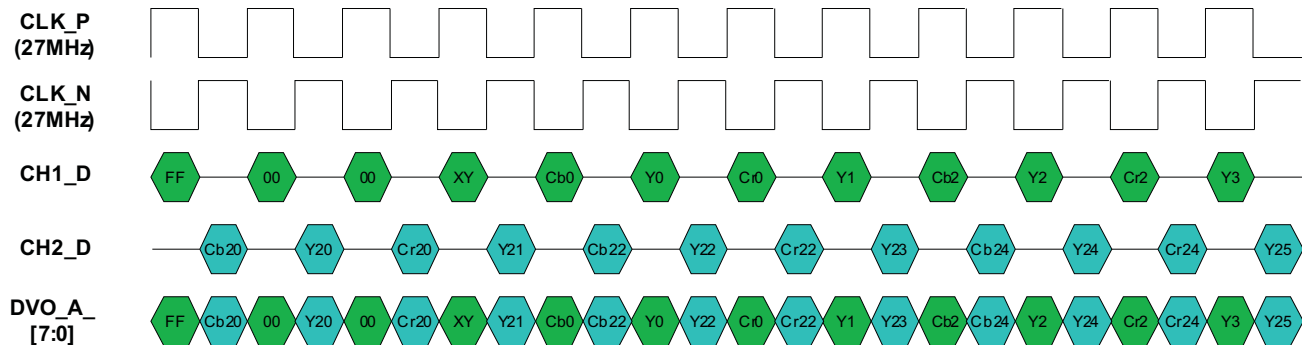 CLK_P
(27MHz)
CLK_N
(27MHz)
CH1_D
FF 00 00 XY Cb0 Y0 Cr0 Y1 Cb2 Y2 Cr2 Y3
CH2_D
Cb20 Y20 Cr20 Y21 Cb22 Y22 Cr22 Y23 Cb24 Y24 Cr24 Y25
DVO_A_
[7:0]
FF Cb20 00 Y20 00 Cr20 XY Y21 Cb0 Cb22 Y0 Y22 Cr0 Cr22 Y1 Y23 Cb2 Cb24 Y2 Y24 Cr2 Cr24 Y3 Y25